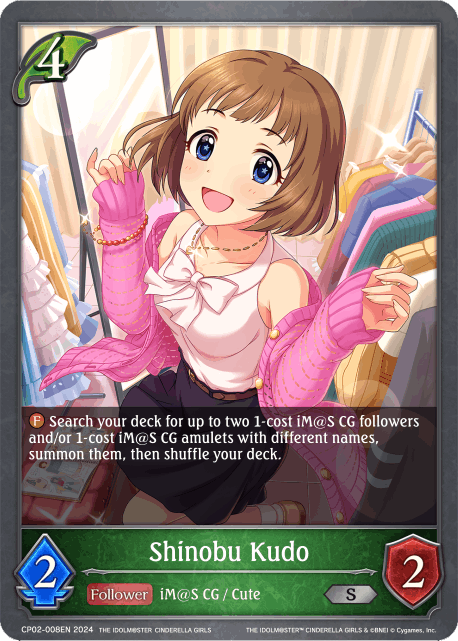 4
F Search your deck for up to two 1-cost iM@S CG followers
and/or 1-cost iM@S CG amulets with different names,
summon them, then shuffle your deck.
Shinobu Kudo
2
Follower iM@S CG / Cute
S
2
CP02-008EN 2024 THE IDOLM@STER CINDERELLA GIRLS THE IDOLM@STER™ CINDERELLA GIRLS & ©BNEI © Cygames, Inc.